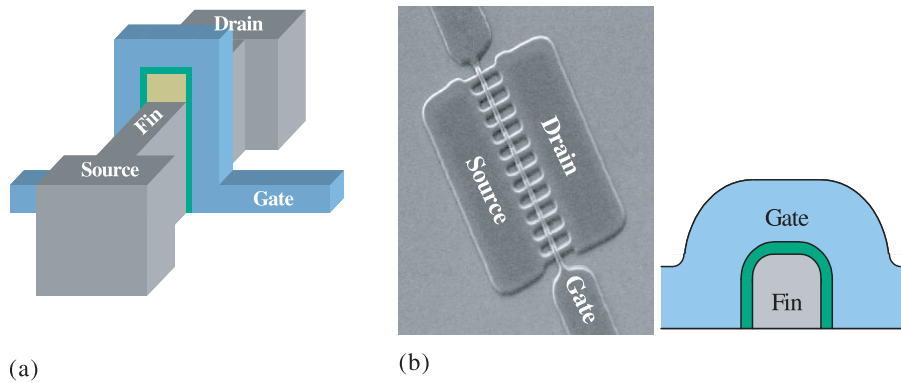 Drain
Fin
Source
Gate
(a)
Source
Drain
Gate
(b)
Gate
Fin